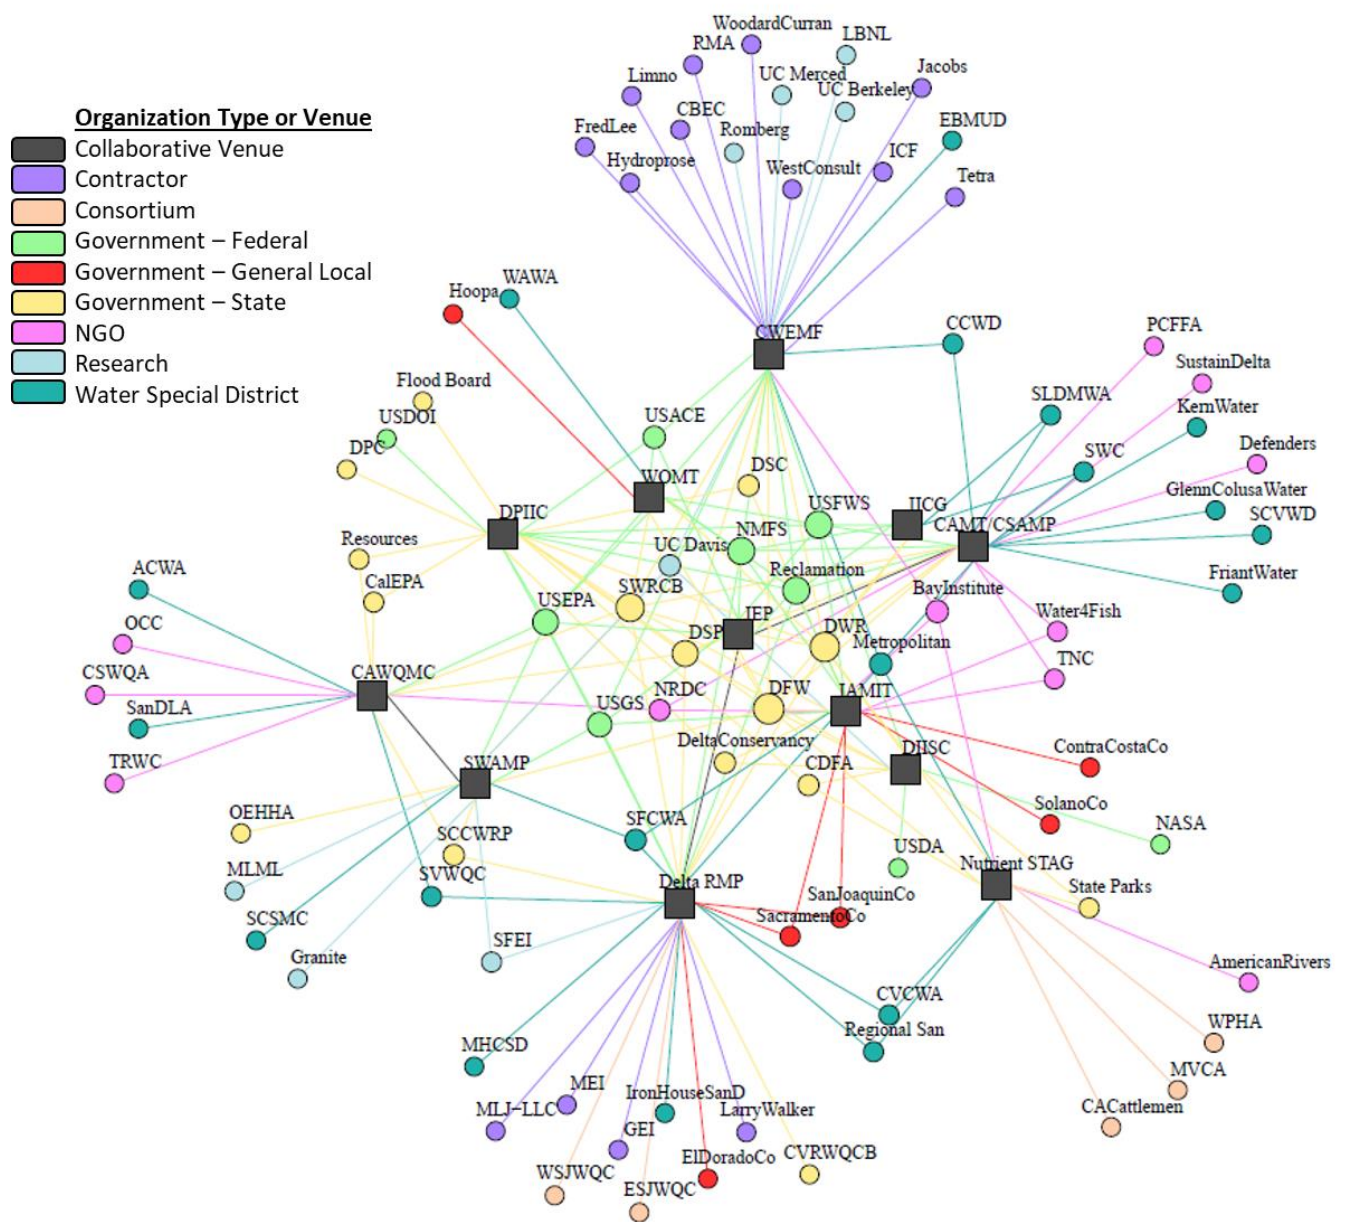 WoodardCurran
LBNL
RMA
UC Merced
Jacobs
Limno
UC Berkeley
CBEC
EBMUD
Organization Type or Venue
FredLee
Romberg
Collaborative Venue
Hydroprose
WestConsult
ICF
Contractor
Tetra
Consortium
Government – Federal
Government – General Local
Government – State
NGO
Research
Water Special District
WAWA
Hoopa
CWEMF
CCWD
PCFFA
SustainDelta
Flood Board
USDOI
USACE
SLDMWA
KernWater
DPC
DSC
SWC
Defenders
WOMT
GlennColusaWater
DPIIC
USFWS
IICG
CAMT/CSAMP
SCVWD
NMFS
Resources
UC Davis
ACWA
CalEPA
Reclamation
FriantWater
USEPA
SWRCB
BayInstitute
IEP
Water4Fish
OCC
DSP
DWR
Metropolitan
CSWQA
CAWQMC
TNC
SanDLA
USGS
NRDC
DFW
IAMIT
DeltaConservancy
DIISC
ContraCostaCo
TRWC
SWAMP
CDFA
OEHHA
SCCWRP
SFCWA
SolanoCo
NASA
MLML
SVWQC
USDA
Nutrient STAG
Delta RMP
SanJoaquinCo
State Parks
SCSMC
SacramentoCo
Granite
SFEI
AmericanRivers
CVCWA
Regional San
WPHA
MHCSD
MVCA
MEI
IronHouseSanD
CACattlemen
MLJ-LLC
LarryWalker
GEI
CVRWQCB
WSJWQC
ElDoradoCo
ESJWQC